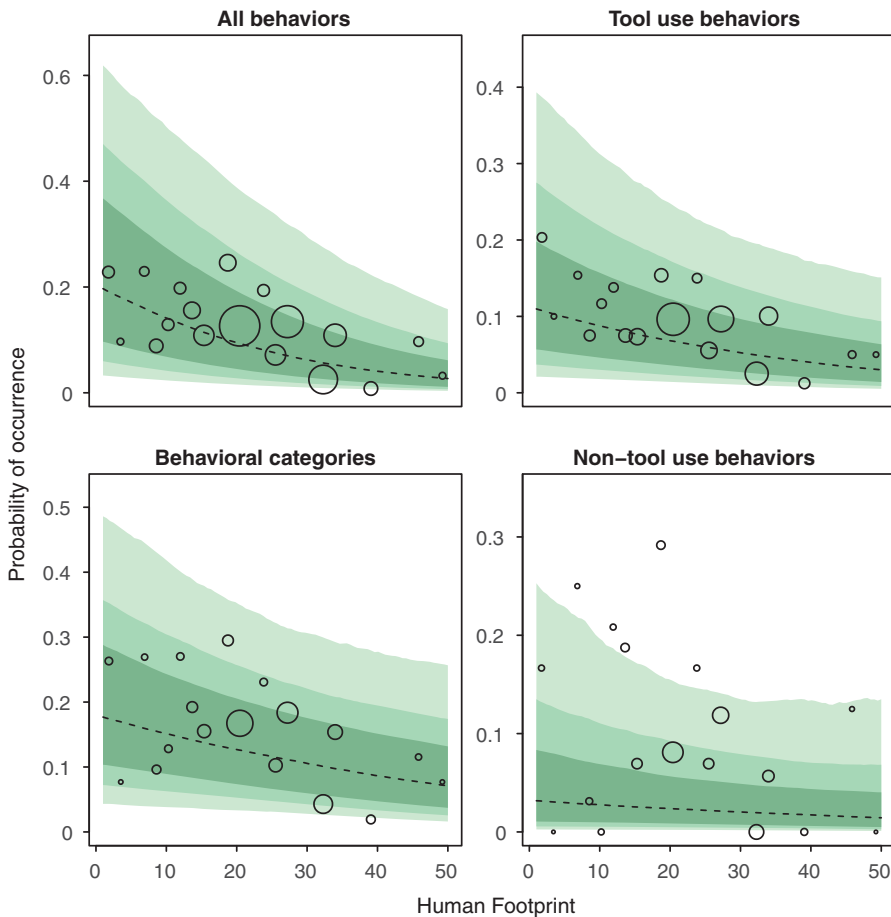 All behaviors
Tool use behaviors
0.6
0.4
0.2
0
0.4
0.3
0.2
0.1
0
Probability of occurrence
Behavioral categories
Non−tool use behaviors
0.5
0.4
0.3
0.2
0.1
0
0.3
0.2
0.1
0
0 10 20 30 40 50
0 10 20 30 40 50
Human Footprint